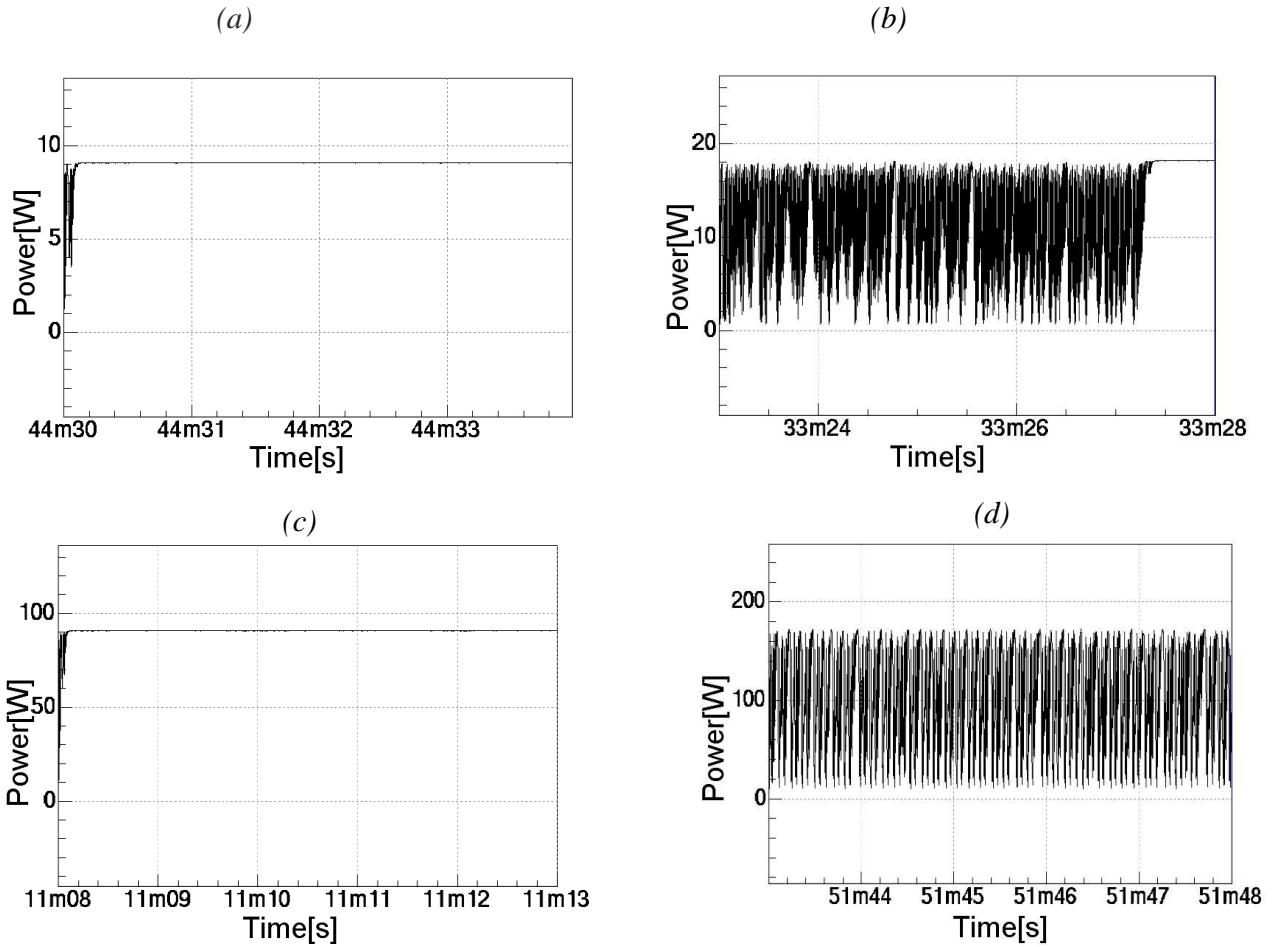 (a)
(b)
10
5
0
Power[W]
44m30 44m31 44m32 44m33
Time[s]
20
10
0
Power[W]
33m24 33m26 33m28
Time[s]
(c)
(d)
100
50
0
Power[W]
11m08 11m09 11m10 11m11 11m12 11m13
Time[s]
200
100
0
Power[W]
51m44 51m45 51m46 51m47 51m48
Time[s]